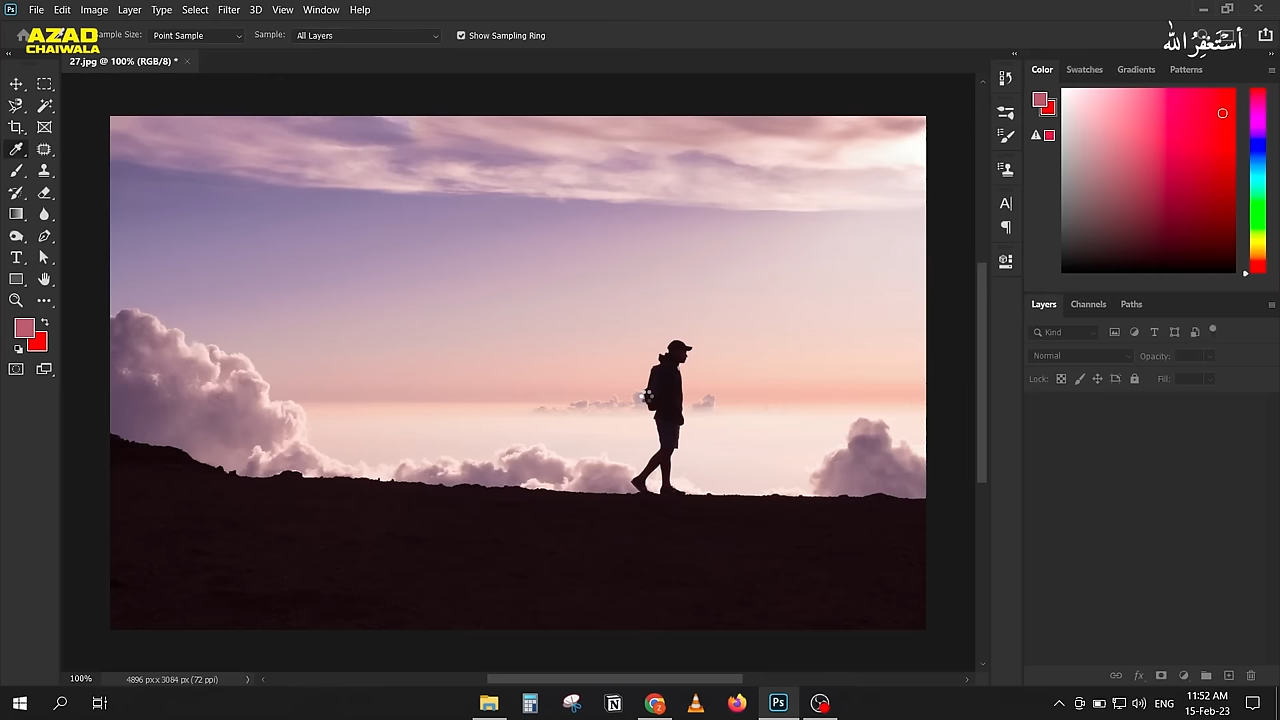 File Edit Image Layer Type Select Filter 3D View Window Help
AZAD
CHAIWALA
Sample Size: Point Sample Sample: All Layers Show Sampling Ring
أستغفر الله
27.jpg @ 100% (RGB/8) *
Color Swatches Gradients Patterns
Layers Channels Paths
Kind
Normal Opacity:
Lock: Fill:
100% 4896 px x 3084 px (72 ppi)
ENG
11:52 AM
15-Feb-23